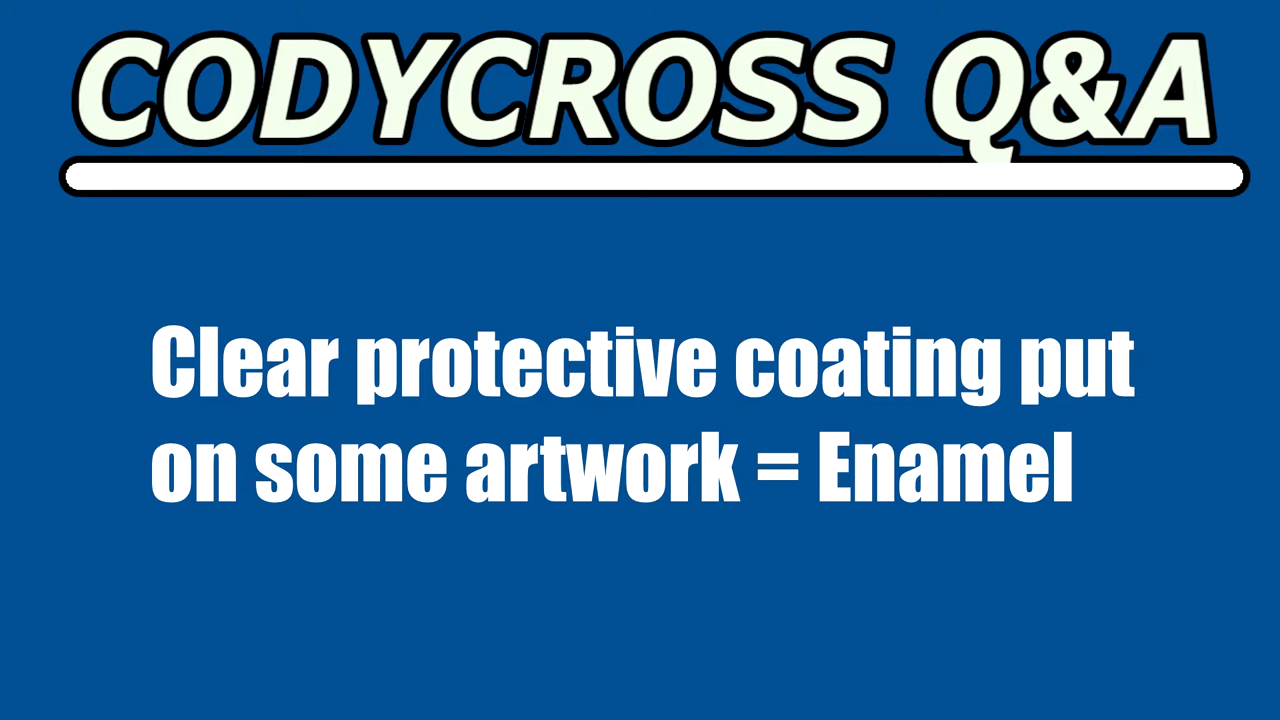 CODYCROSS Q&A
Clear protective coating put
on some artwork = Enamel